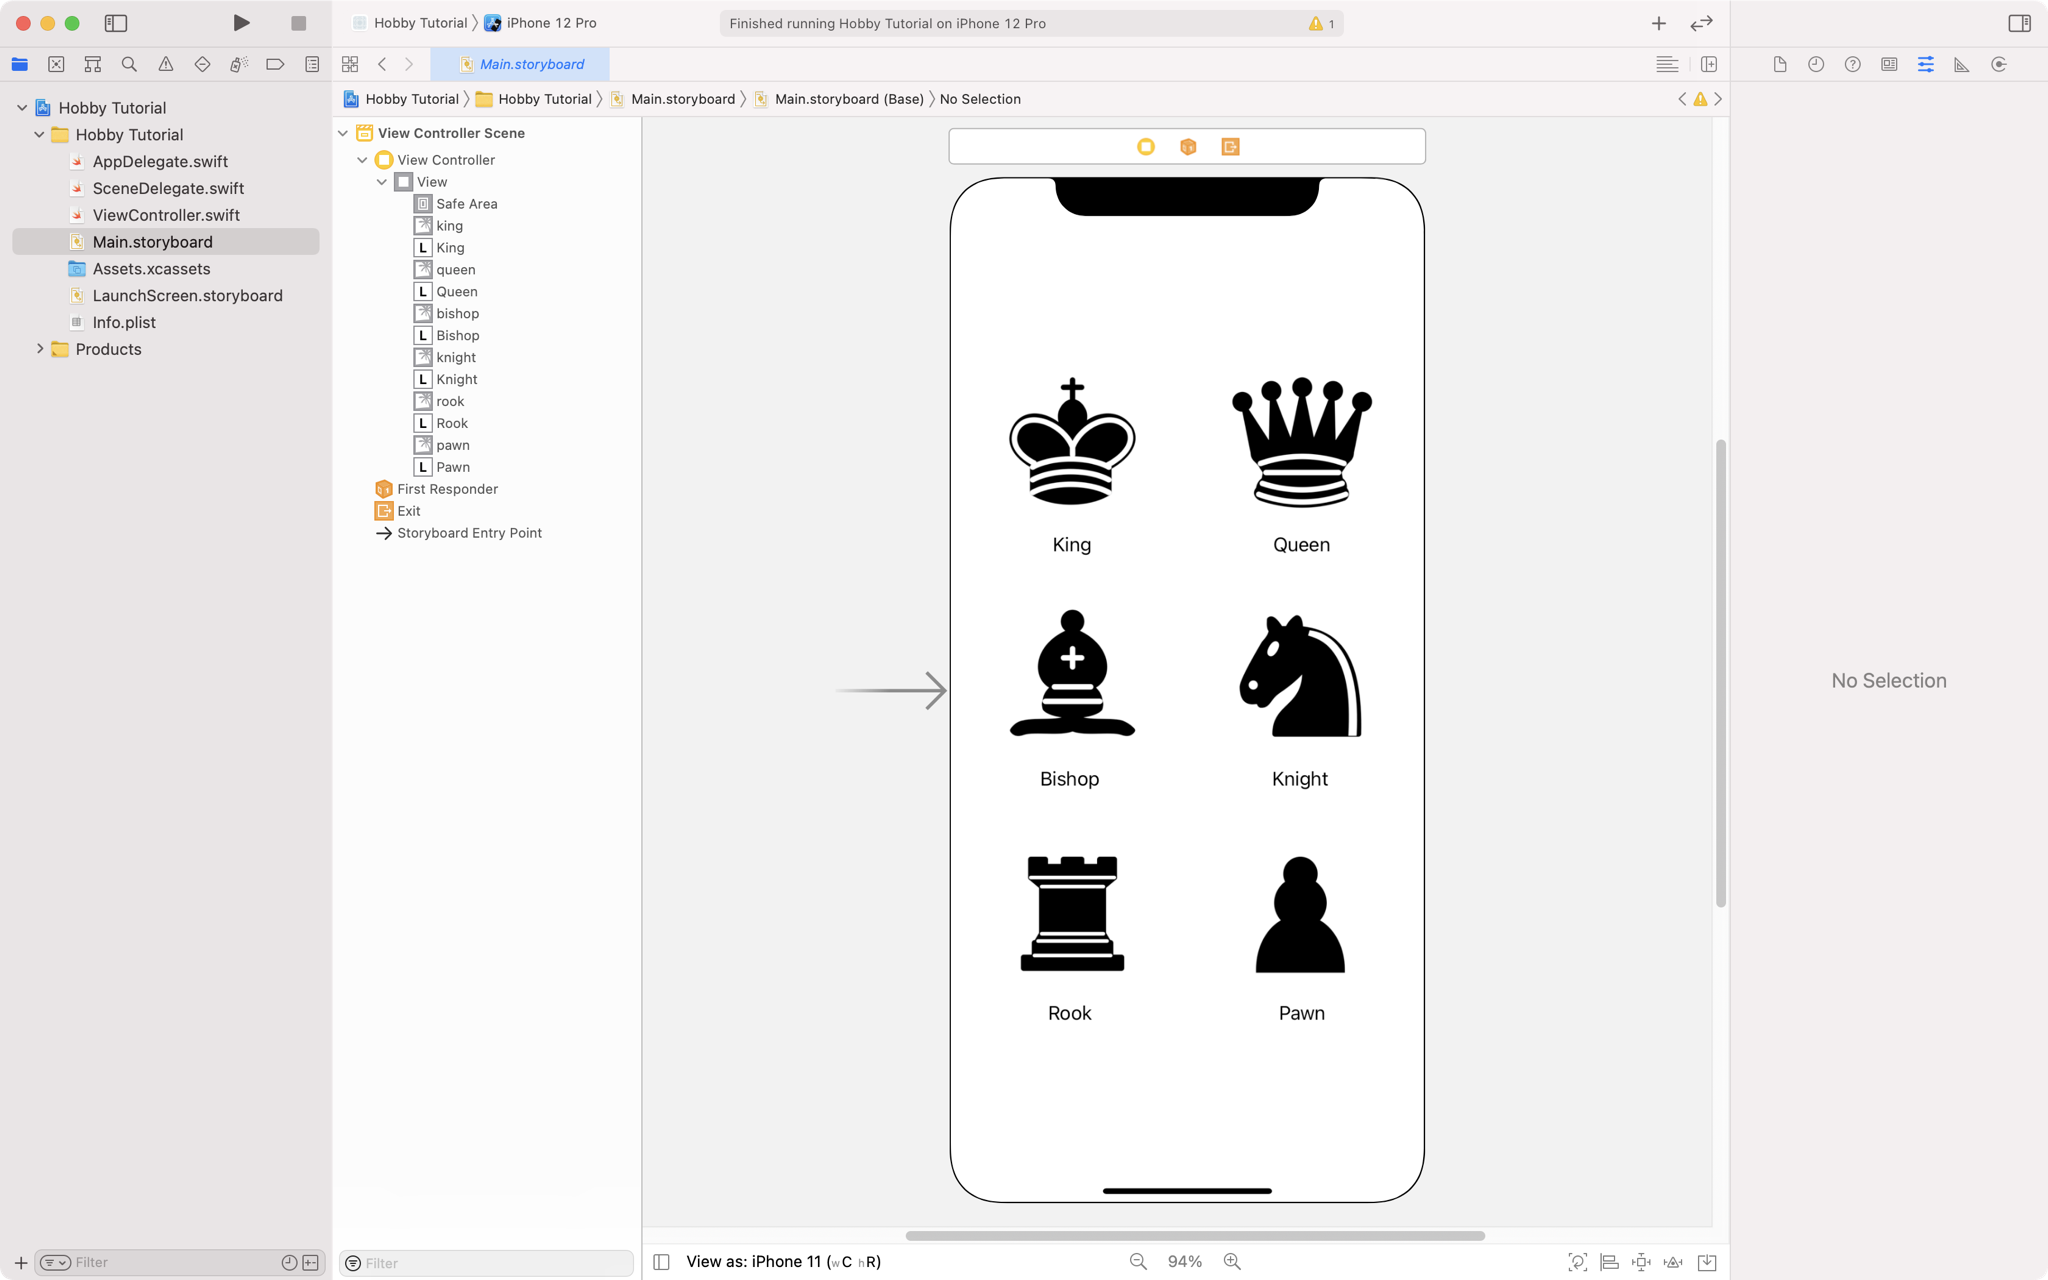 Hobby Tutorial
iPhone 12 Pro
Finished running Hobby Tutorial on iPhone 12 Pro
1
Main.storyboard
Hobby Tutorial
Hobby Tutorial
Main.storyboard
Main.storyboard (Base)
No Selection
Hobby Tutorial
Hobby Tutorial
AppDelegate.swift
SceneDelegate.swift
ViewController.swift
Main.storyboard
Assets.xcassets
LaunchScreen.storyboard
Info.plist
Products
View Controller Scene
View Controller
View
Safe Area
king
L King
queen
L Queen
bishop
L Bishop
knight
L Knight
rook
L Rook
pawn
L Pawn
First Responder
Exit
Storyboard Entry Point
King
Queen
Bishop
Knight
Rook
Pawn
No Selection
Filter
Filter
View as: iPhone 11 (wC hR)
94%